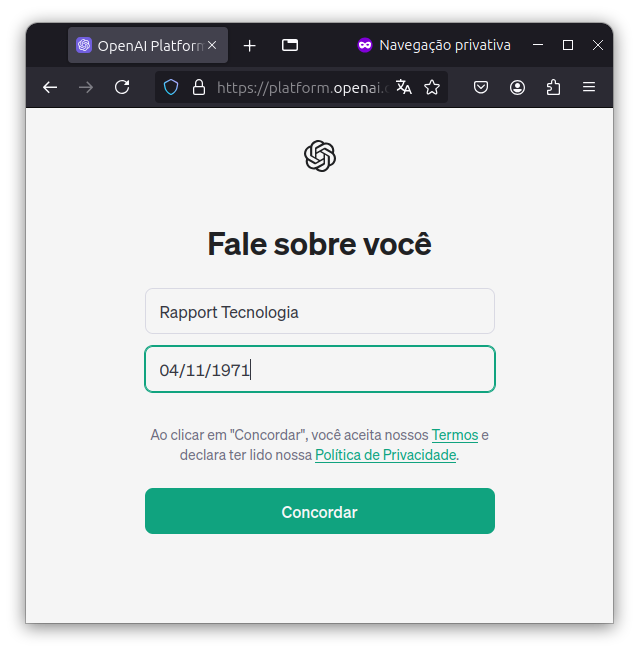 OpenAI Platform
Navegação privativa
https://platform.openai.
Fale sobre você
Rapport Tecnologia
04/11/1971
Ao clicar em "Concordar", você aceita nossos Termos e
declara ter lido nossa Política de Privacidade.
Concordar